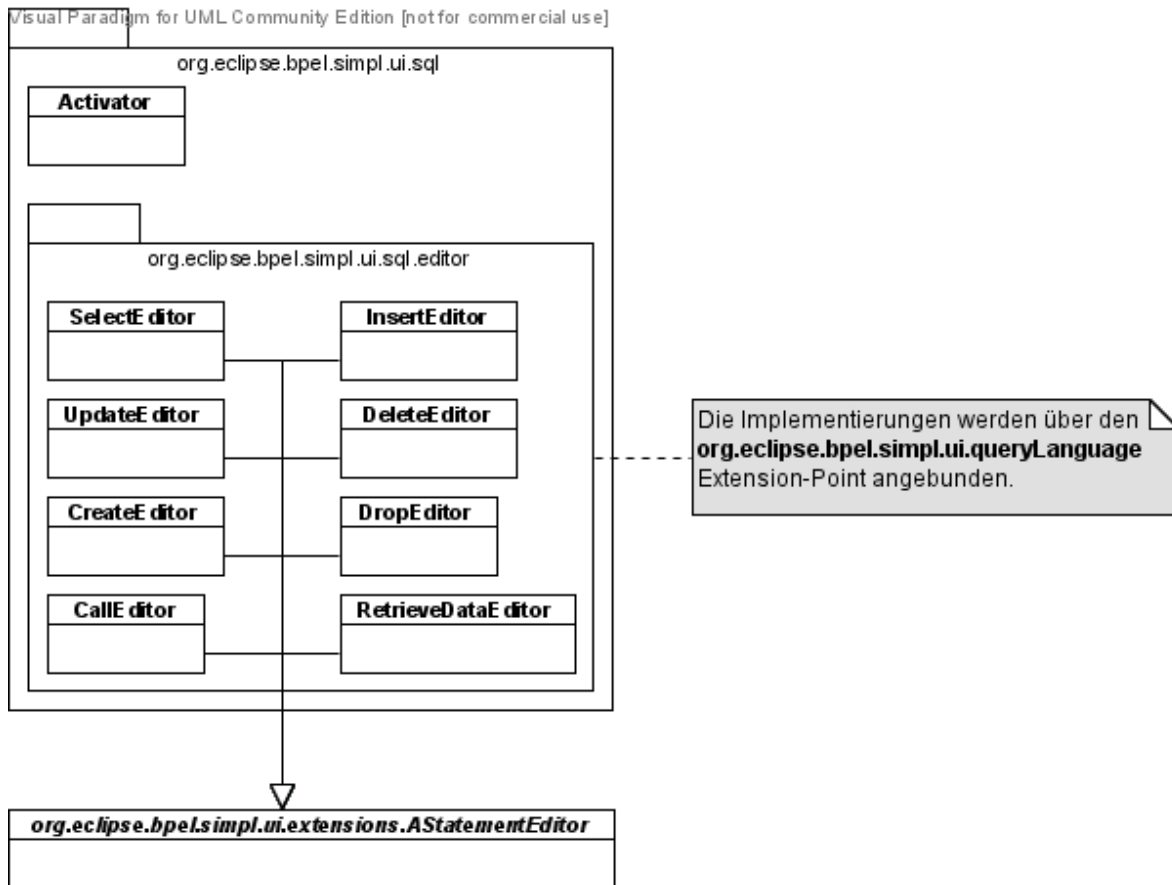 Visual Paradigm for UML Community Edition [not for commercial use]
org.eclipse.bpel.simpl.ui.sql
Activator
org.eclipse.bpel.simpl.ui.sql.editor
SelectEditor
InsertEditor
UpdateEditor
DeleteEditor
CreateEditor
DropEditor
CallEditor
RetrieveDataEditor
Die Implementierungen werden über den
org.eclipse.bpel.simpl.ui.queryLanguage
Extension-Point angebunden.
org.eclipse.bpel.simpl.ui.extensions.AStatementEditor